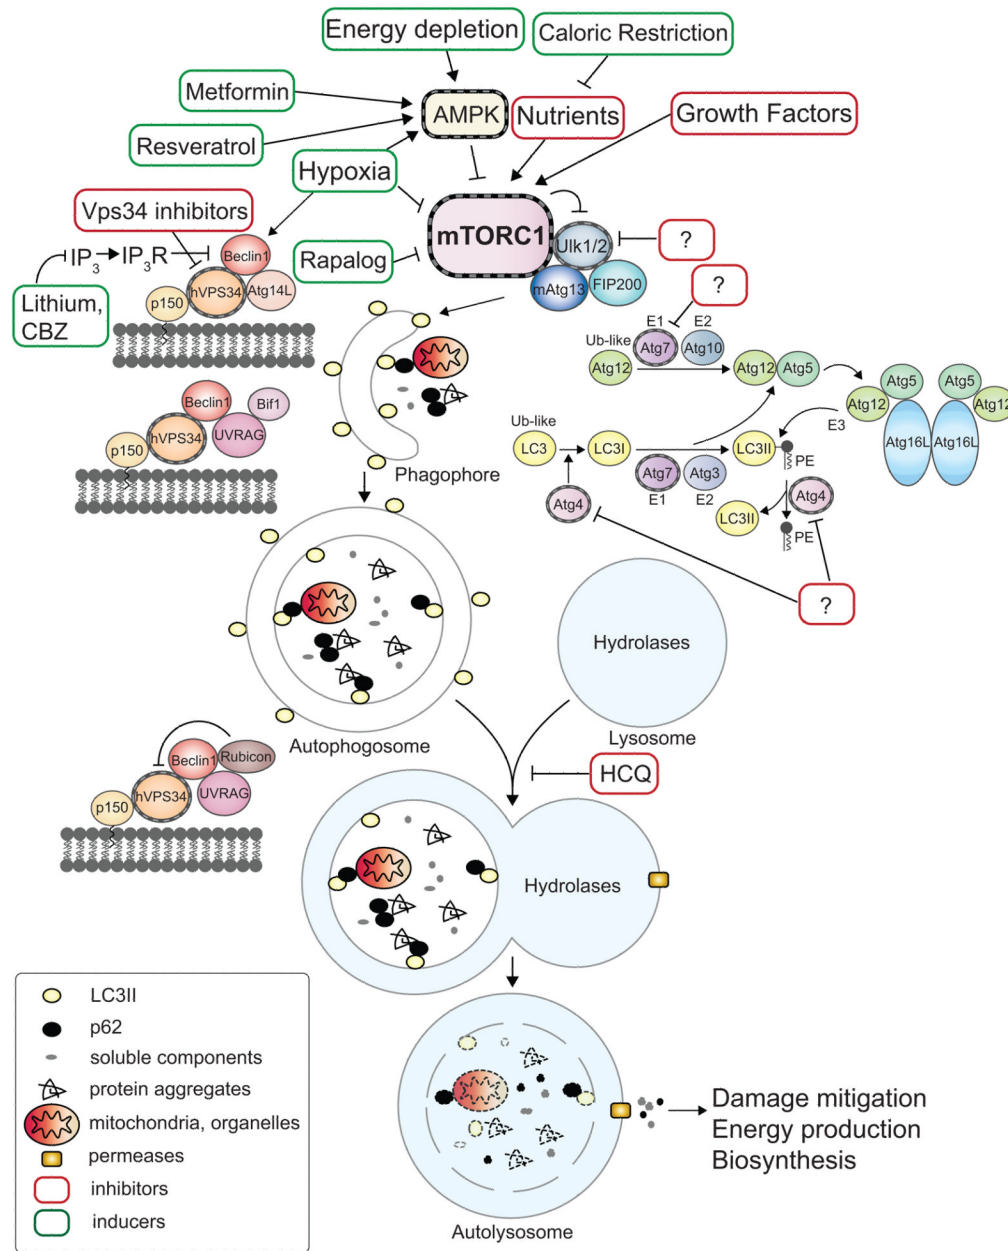 Energy depletion
Caloric Restriction
Metformin
AMPK
Nutrients
Growth Factors
Resveratrol
Hypoxia
Vps34 inhibitors
mTORC1
Ulk1/2
?
IP3
IP3R
Beclin1
Rapalog
mAtg13
FIP200
?
Lithium,
CBZ
p150
hVPS34
Atg14L
E1
E2
Ub-like
Atg7
Atg10
Atg12
Atg12
Atg5
Atg5
Atg5
Atg12
Atg12
E3
Atg16L
Atg16L
Beclin1
Bif1
p150
hVPS34
UVRAG
Phagophore
Ub-like
LC3
LC3I
LC3II
PE
Atg7
Atg3
E1
E2
Atg4
Atg4
LC3II
PE
?
Hydrolases
Autophogosome
Lysosome
Beclin1
Rubicon
p150
hVPS34
UVRAG
HCQ
Hydrolases
LC3II
p62
soluble components
protein aggregates
mitochondria, organelles
permeases
inhibitors
inducers
Damage mitigation
Energy production
Biosynthesis
Autolysosome